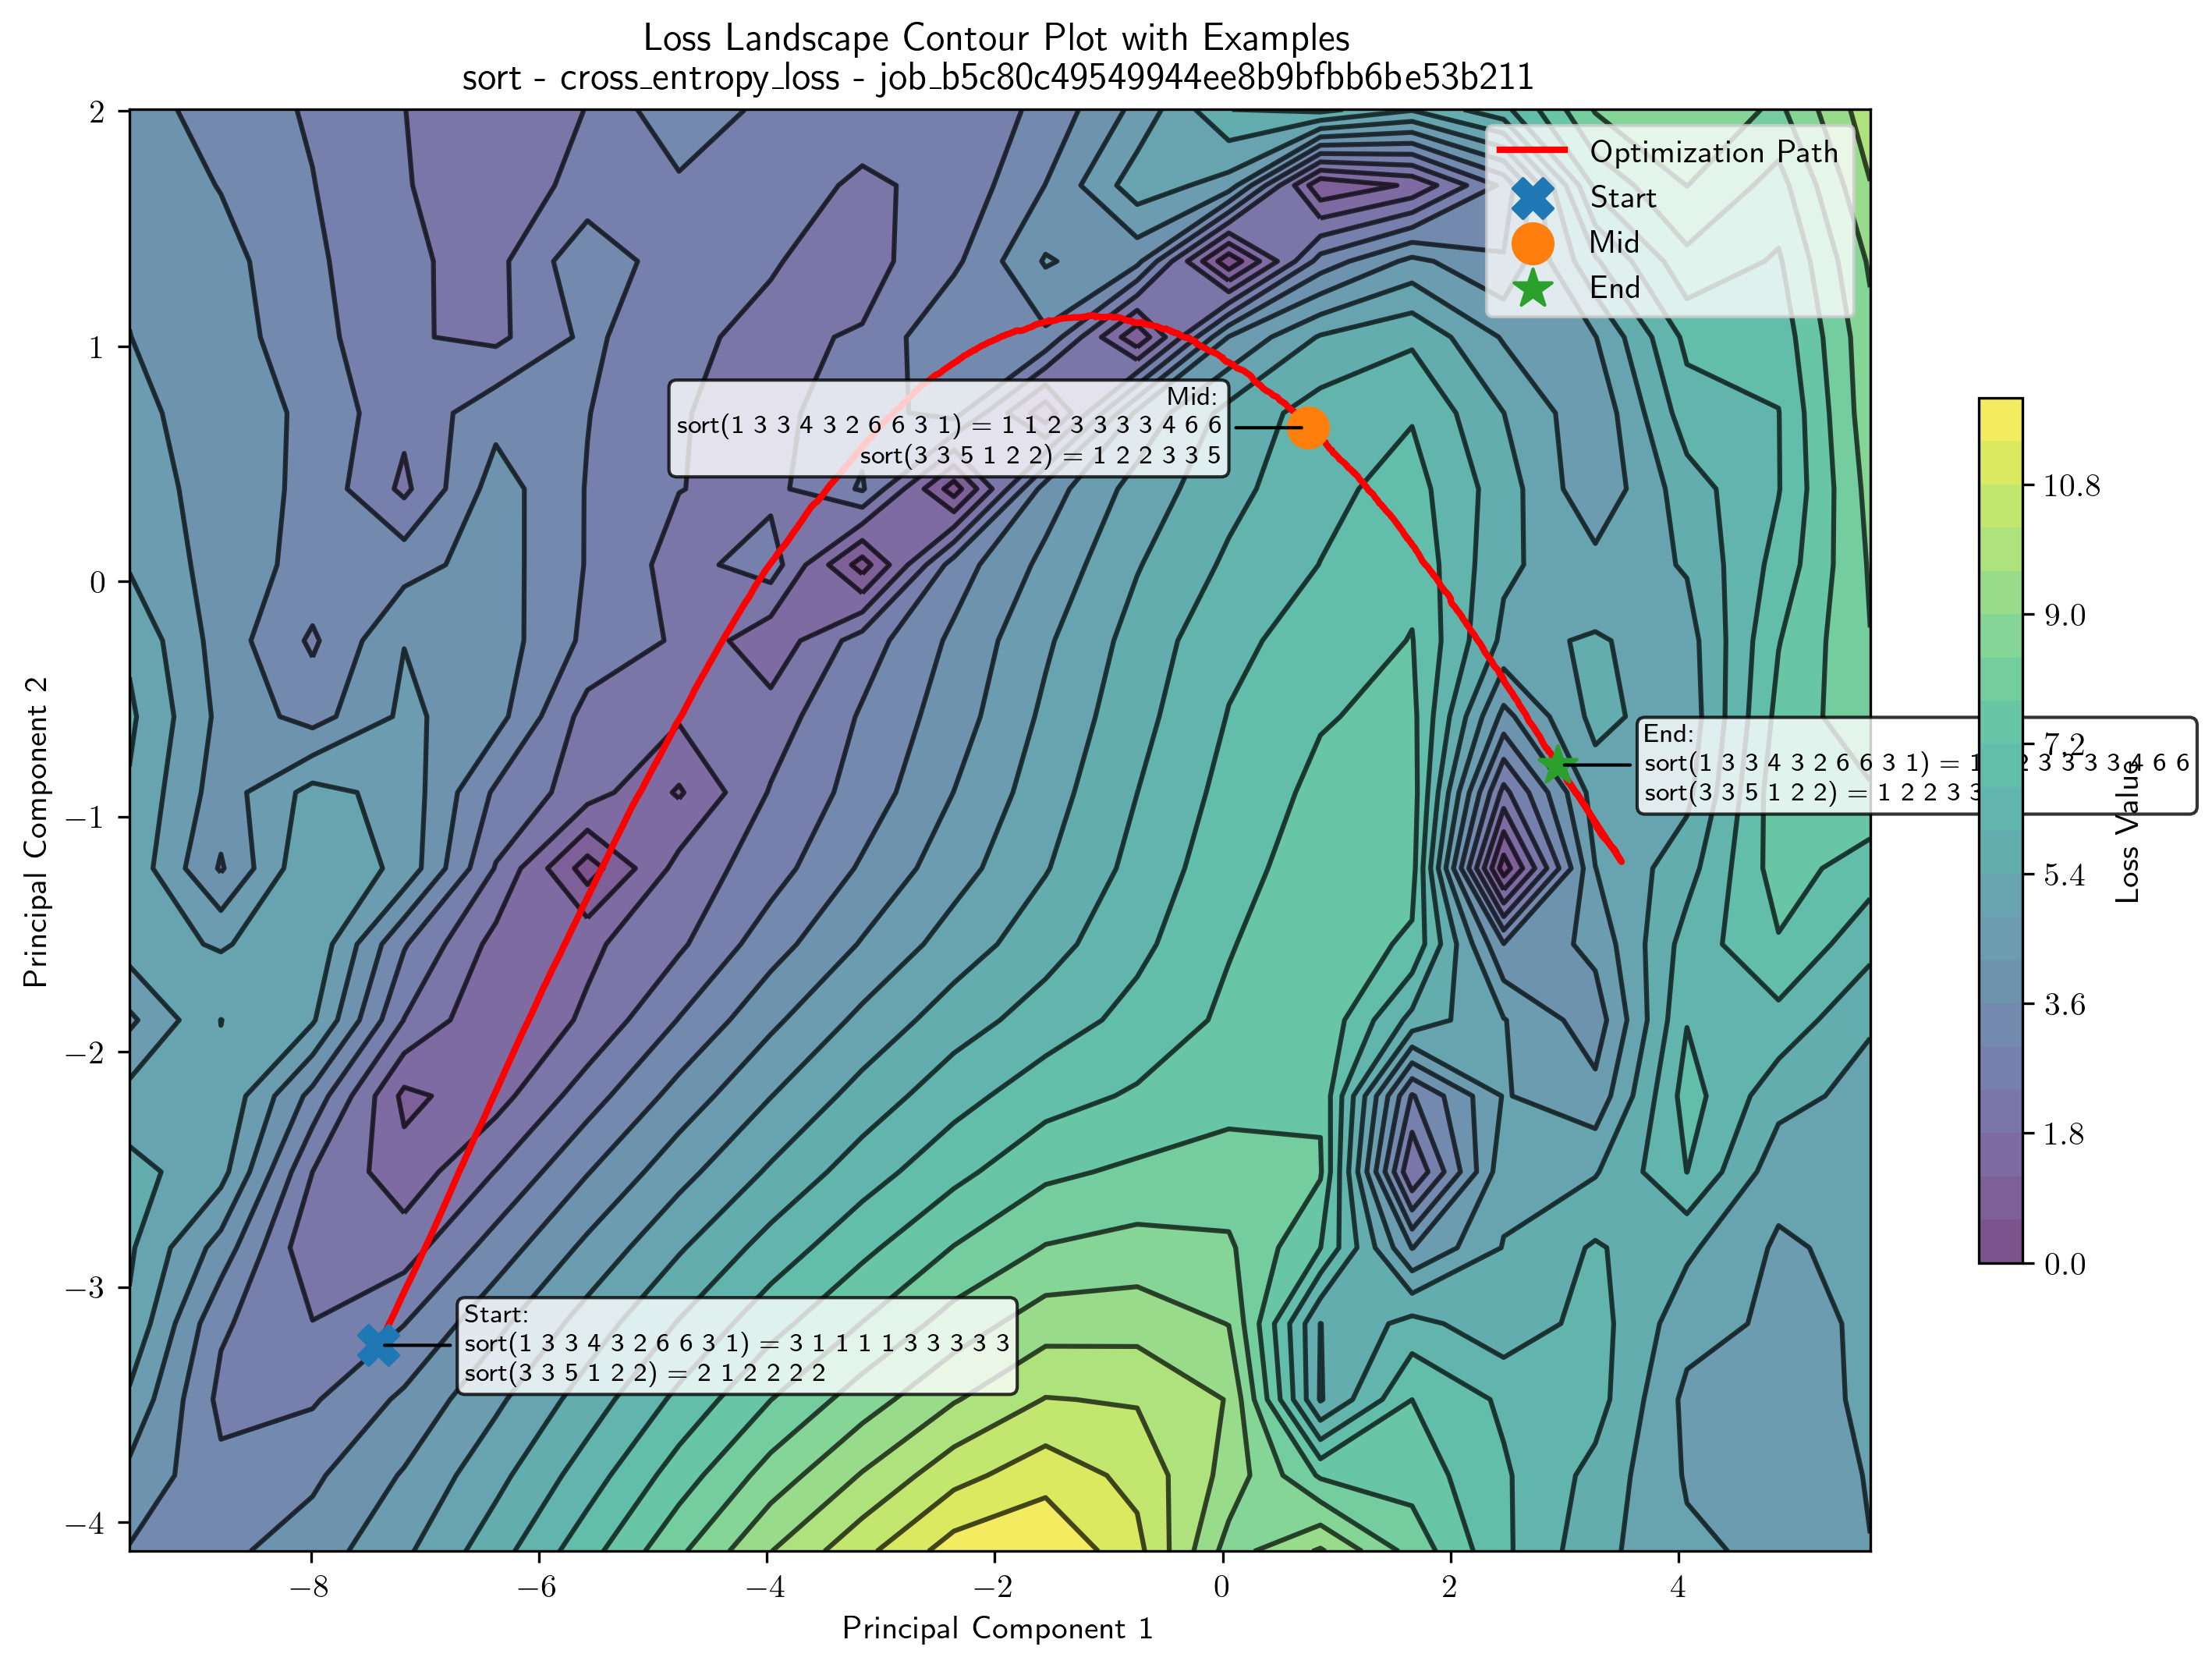 Loss Landscape Contour Plot with Examples
sort - cross_entropy_loss - job_b5c80c49549944ee8b9bfbb6be53b211
Optimization Path
Start
Mid
End
Mid:
sort(1 3 3 4 3 2 6 6 3 1) = 1 1 2 3 3 3 3 4 6 6
sort(3 3 5 1 2 2) = 1 2 2 3 3 5
End:
sort(1 3 3 4 3 2 6 6 3 1) = 1 2 3 3 3 3 4 6 6
sort(3 3 5 1 2 2) = 1 2 2 3 3
Start:
sort(1 3 3 4 3 2 6 6 3 1) = 3 1 1 1 1 3 3 3 3 3
sort(3 3 5 1 2 2) = 2 1 2 2 2 2
2
1
0
−1
−2
−3
−4
Principal Component 2
−8
−6
−4
−2
0
2
4
Principal Component 1
10.8
9.0
7.2
5.4
3.6
1.8
0.0
Loss Value